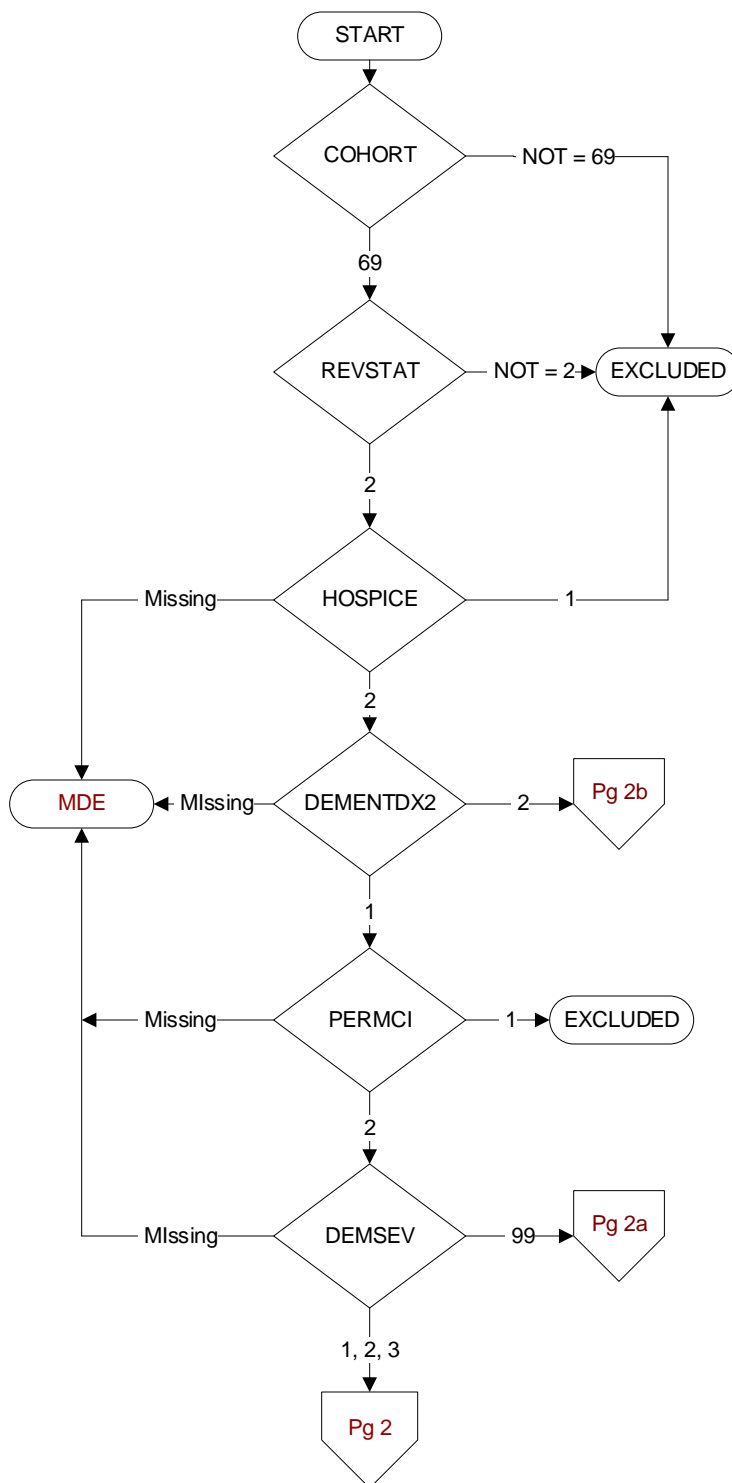 START
COHORT
NOT = 69
69
REVSTAT
NOT = 2
EXCLUDED
2
Missing
HOSPICE
1
2
MDE
MIssing
DEMENTDX2
2
Pg 2b
1
Missing
PERMCI
1
EXCLUDED
2
MIssing
DEMSEV
99
Pg 2a
1, 2, 3
Pg 2